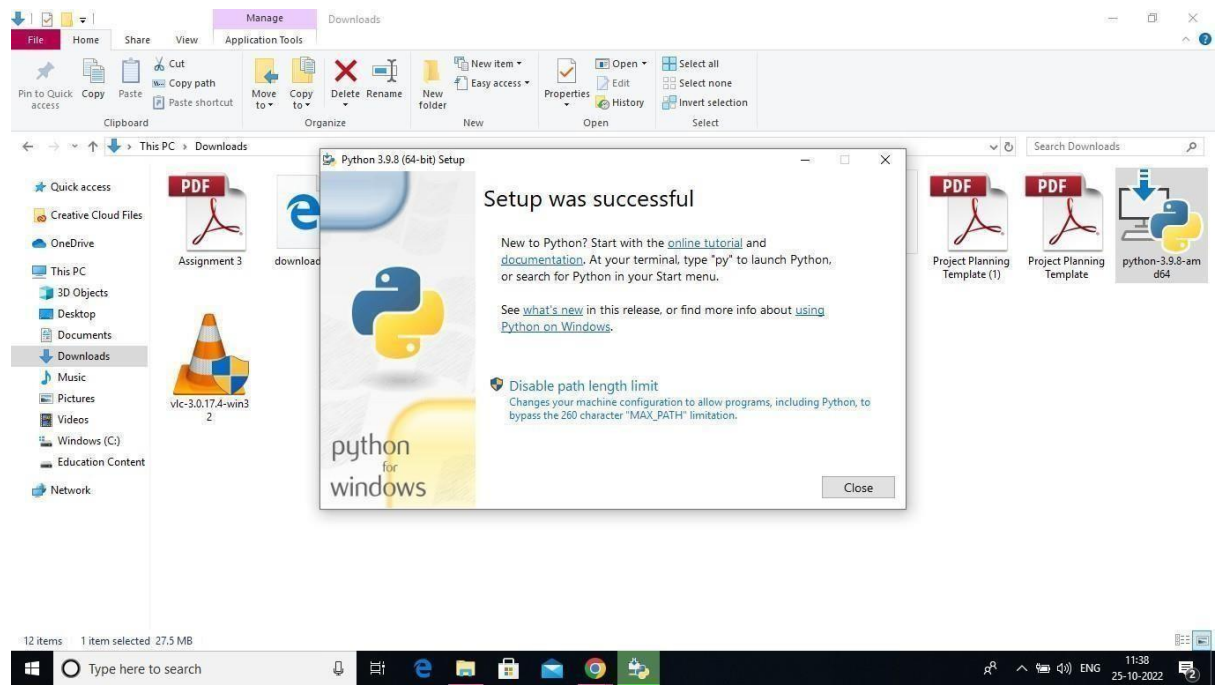 Manage
Downloads
File Home Share View Application Tools
Pin to Quick access
Copy
Paste
Cut
Copy path
Paste shortcut
Clipboard
Move to
Copy to
Delete
Rename
Organize
New folder
New item
Easy access
New
Properties
Open
Edit
History
Open
Select all
Select none
Invert selection
Select
This PC › Downloads
Search Downloads
Quick access
Creative Cloud Files
OneDrive
This PC
3D Objects
Desktop
Documents
Downloads
Music
Pictures
Videos
Windows (C:)
Education Content
Network
PDF
Assignment 3
download
vlc-3.0.17.4-win3
2
Python 3.9.8 (64-bit) Setup
Setup was successful
New to Python? Start with the online tutorial and
documentation. At your terminal, type "py" to launch Python,
or search for Python in your Start menu.
See what's new in this release, or find more info about using
Python on Windows.
Disable path length limit
Changes your machine configuration to allow programs, including Python, to
bypass the 260 character "MAX_PATH" limitation.
python
for
windows
Close
PDF
Project Planning
Template (1)
PDF
Project Planning
Template
python-3.9.8-am
d64
12 items 1 item selected 27.5 MB
Type here to search
ENG
11:38
25-10-2022
2